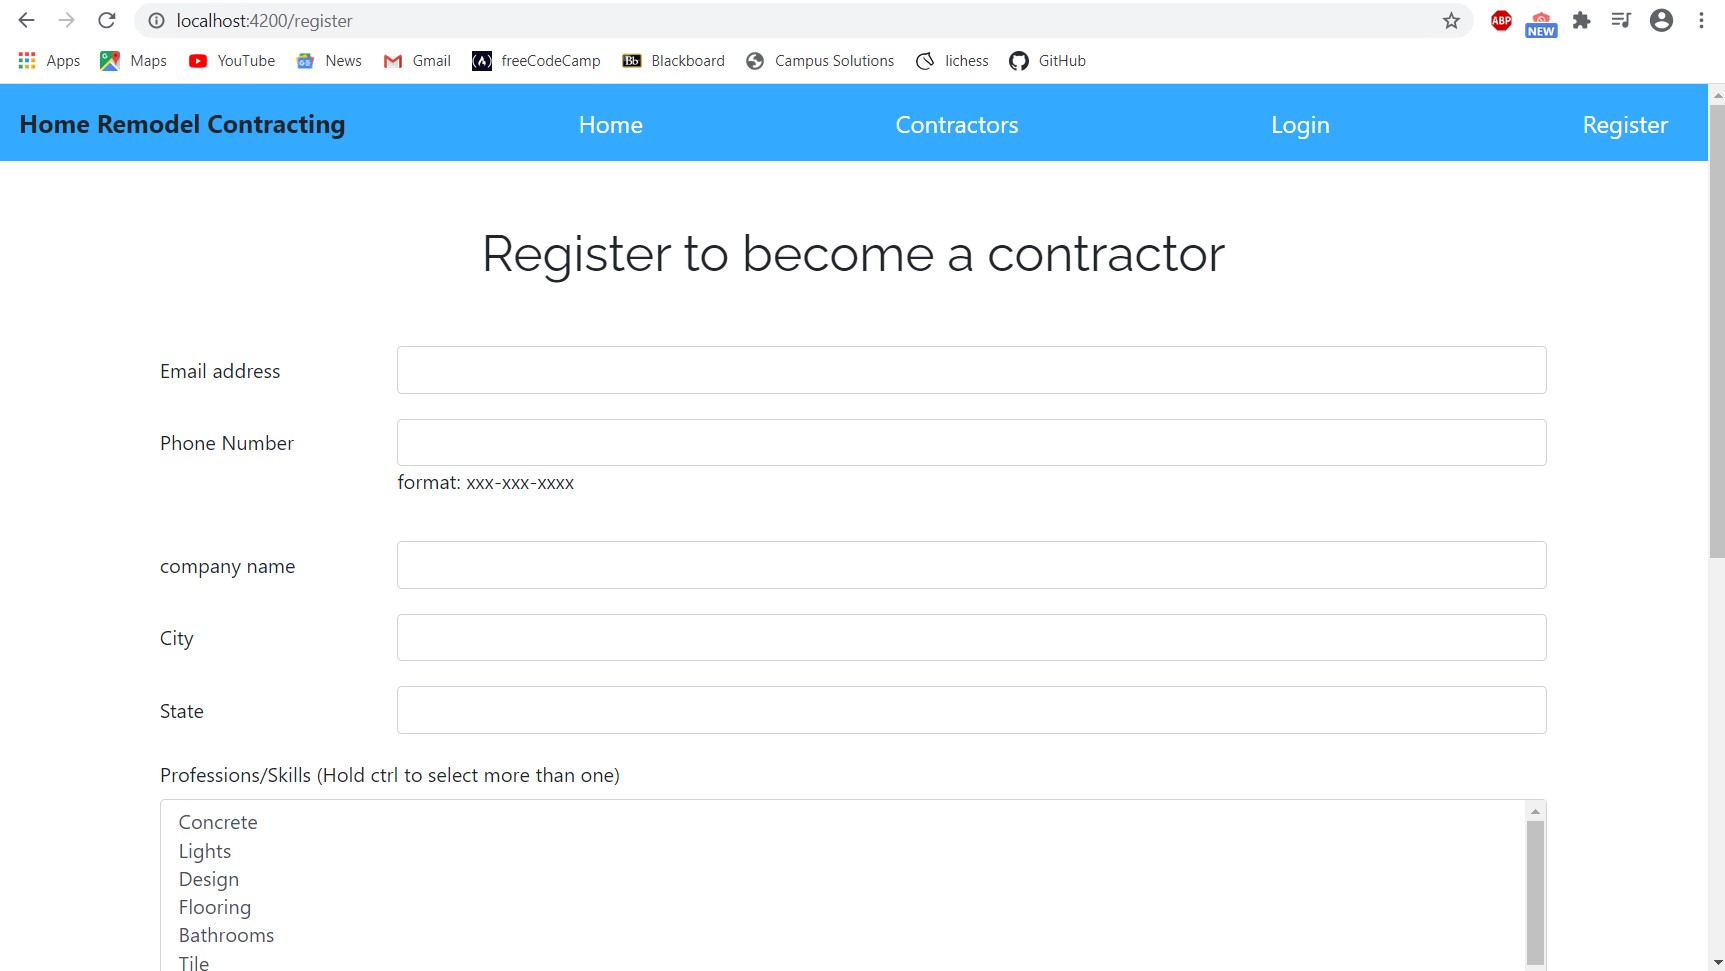 localhost:4200/register
ABP
NEW
Apps Maps YouTube News Gmail freeCodeCamp Bb Blackboard Campus Solutions lichess GitHub
Home Remodel Contracting Home Contractors Login Register
Register to become a contractor
Email address
Phone Number
format: xxx-xxx-xxxx
company name
City
State
Professions/Skills (Hold ctrl to select more than one)
Concrete
Lights
Design
Flooring
Bathrooms
Tile